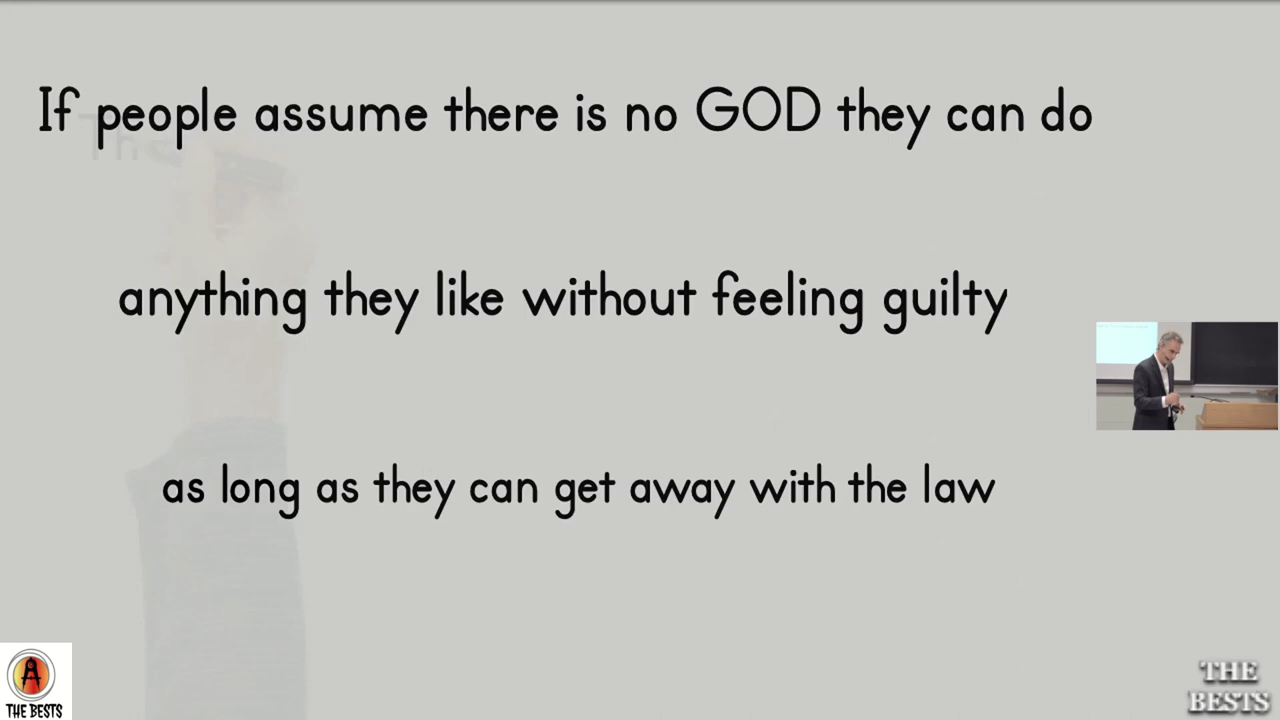 If people assume there is no GOD they can do
anything they like without feeling guilty
as long as they can get away with the law
A
THE BESTS
THE
BESTS